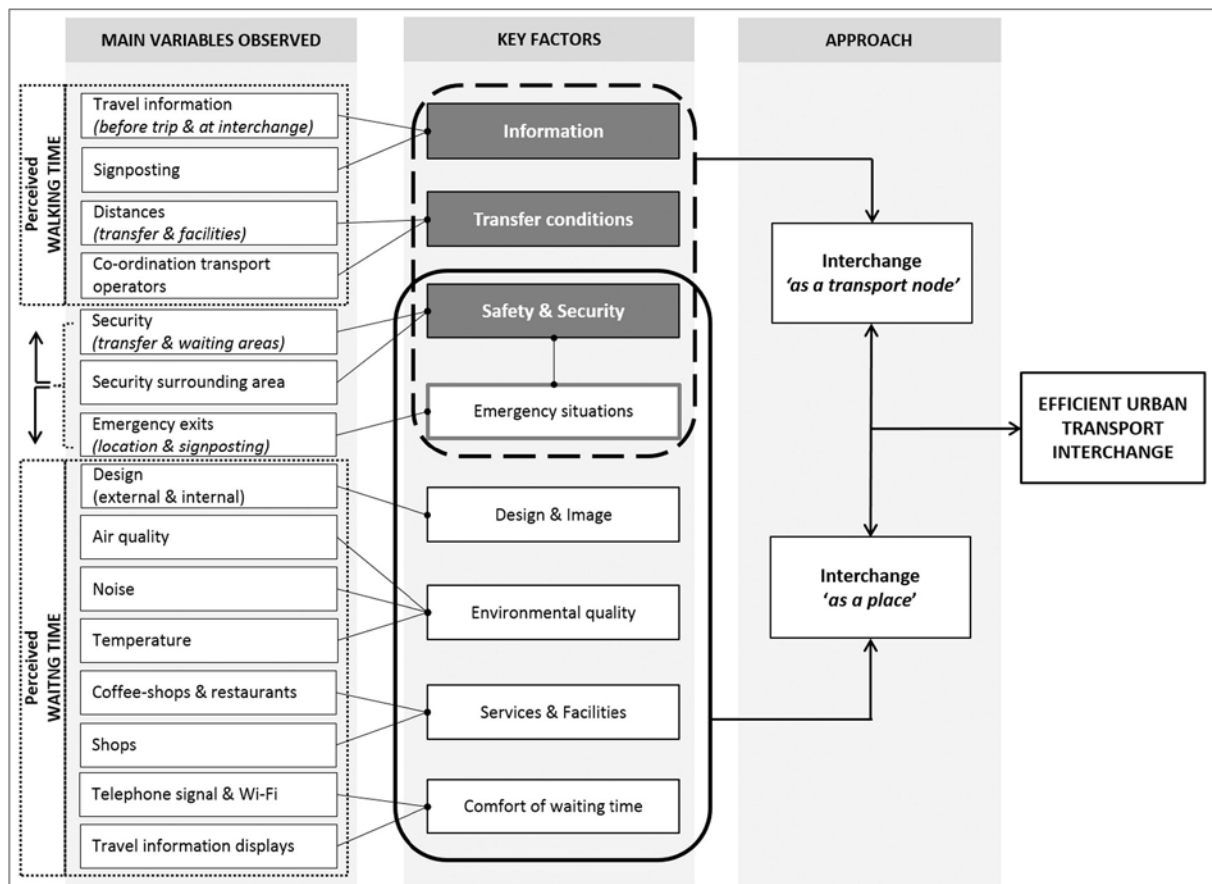 MAIN VARIABLES OBSERVED
KEY FACTORS
APPROACH
Perceived
WALKING TIME
Travel information
(before trip & at interchange)
Signposting
Distances
(transfer & facilities)
Co-ordination transport
operators
Security
(transfer & waiting areas)
Security surrounding area
Emergency exits
(location & signposting)
Perceived
WAITNG TIME
Design
(external & internal)
Air quality
Noise
Temperature
Coffee-shops & restaurants
Shops
Telephone signal & Wi-Fi
Travel information displays
Information
Transfer conditions
Safety & Security
Emergency situations
Design & Image
Environmental quality
Services & Facilities
Comfort of waiting time
Interchange
‘as a transport node’
Interchange
‘as a place’
EFFICIENT URBAN
TRANSPORT
INTERCHANGE